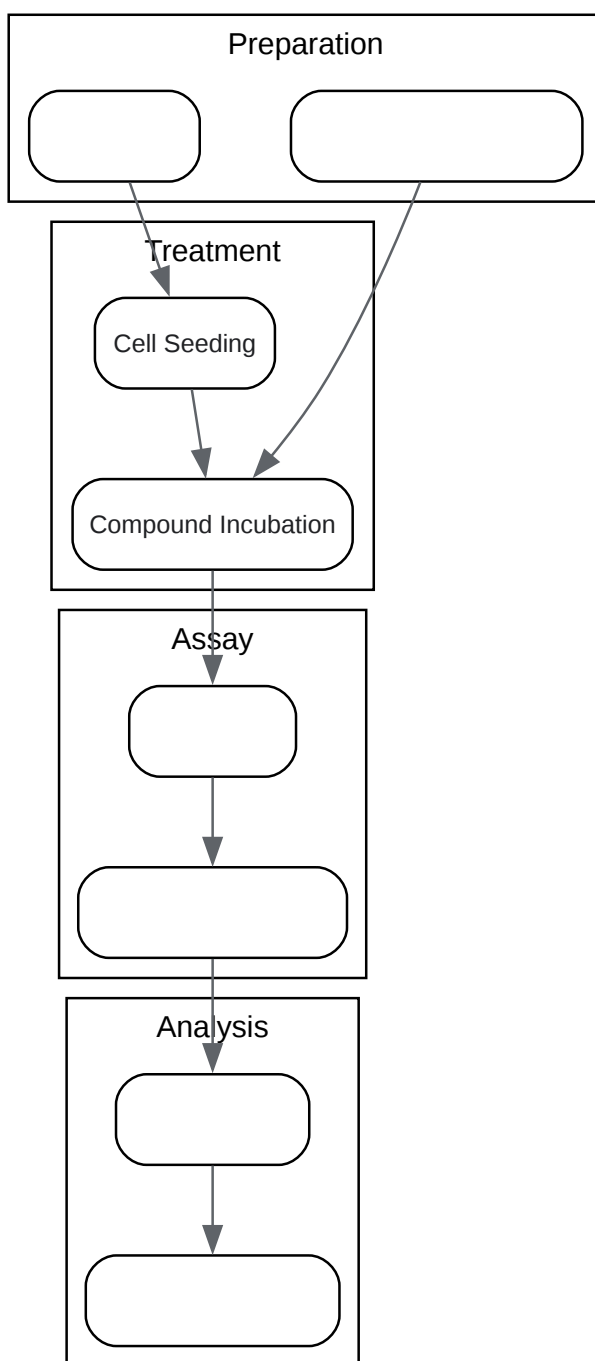 Preparation
Treatment
Cell Seeding
Compound Incubation
Assay
Analysis